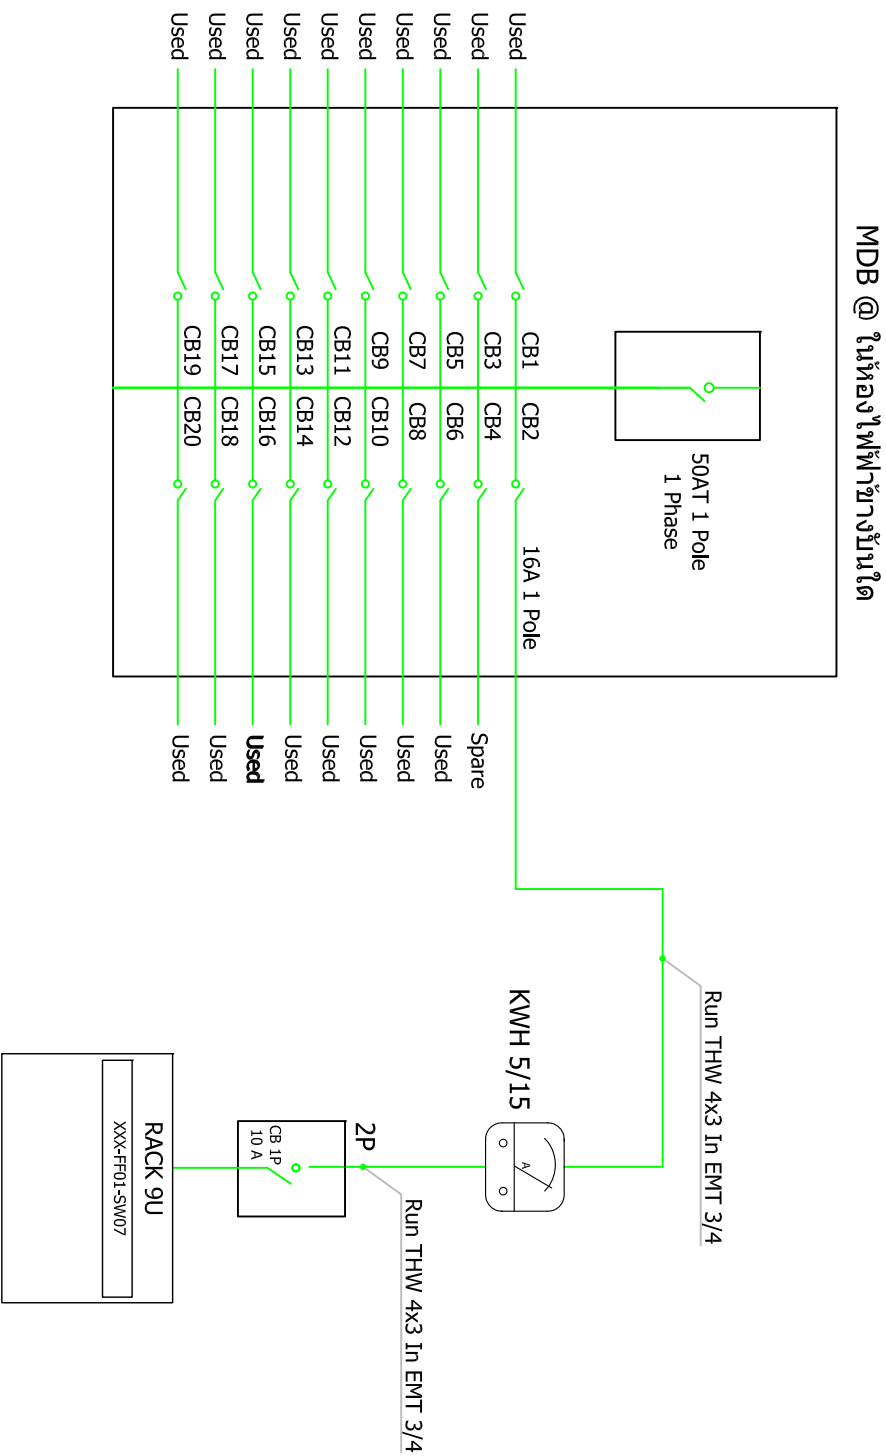 MDB @ ในห้องไฟฟ้าข้างบันใด
50AT 1 Pole
1 Phase
Used
CB1
CB2
16A 1 Pole
Used
CB3
CB4
Spare
Used
CB5
CB6
Used
Used
CB7
CB8
Used
Used
CB9
CB10
Used
Used
CB11
CB12
Used
Used
CB13
CB14
Used
Used
CB15
CB16
Used
Used
CB17
CB18
Used
Used
CB19
CB20
Used
Run THW 4x3 In EMT 3/4
KWH 5/15
A
Run THW 4x3 In EMT 3/4
2P
CB 1P
10 A
RACK 9U
XXX-FF01-SW07